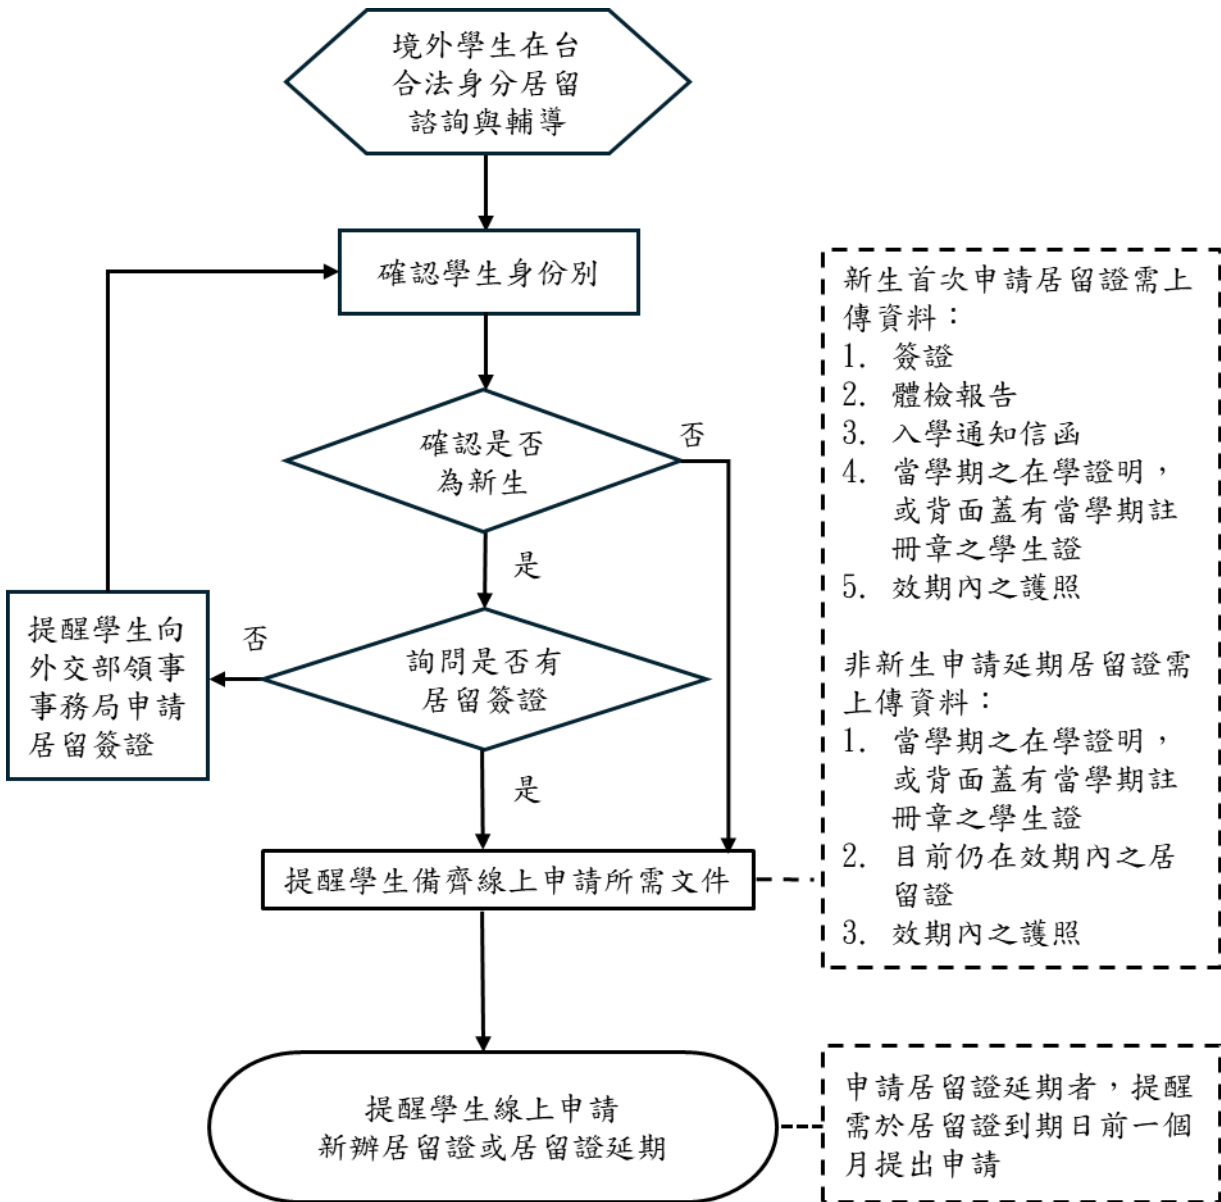 境外學生在台
合法身分居留
諮詢與輔導
確認學生身份別
確認是否
為新生
否
是
詢問是否有
居留簽證
否
提醒學生向
外交部領事
事務局申請
居留簽證
是
提醒學生備齊線上申請所需文件
新生首次申請居留證需上
傳資料：
1. 簽證
2. 體檢報告
3. 入學通知信函
4. 當學期之在學證明，
或背面蓋有當學期註
冊章之學生證
5. 效期內之護照
非新生申請延期居留證需
上傳資料：
1. 當學期之在學證明，
或背面蓋有當學期註
冊章之學生證
2. 目前仍在效期內之居
留證
3. 效期內之護照
提醒學生線上申請
新辦居留證或居留證延期
申請居留證延期者，提醒
需於居留證到期日前一個
月提出申請